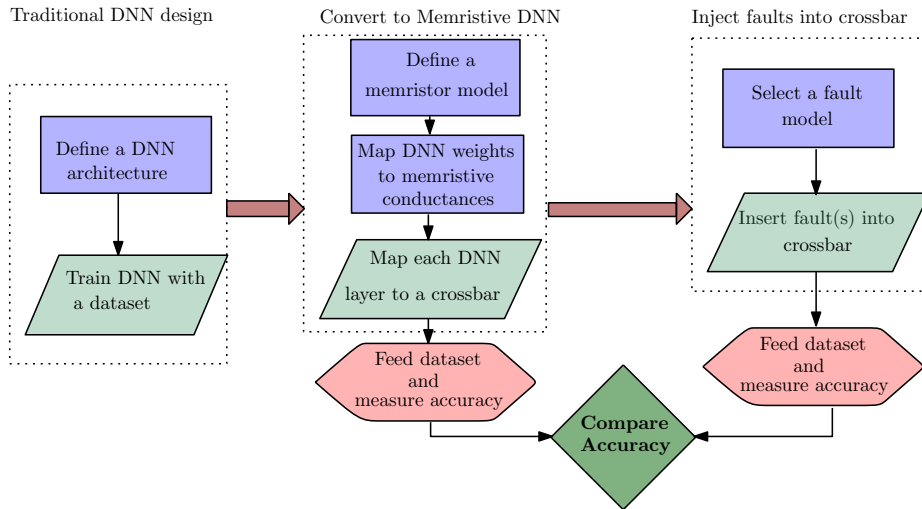 Traditional DNN design
Define a DNN
architecture
Train DNN with
a dataset
Convert to Memristive DNN
Define a
memristor model
Map DNN weights
to memristive
conductances
Map each DNN
layer to a crossbar
Feed dataset
and
measure accuracy
Inject faults into crossbar
Select a fault
model
Insert fault(s) into
crossbar
Feed dataset
and
measure accuracy
Compare
Accuracy